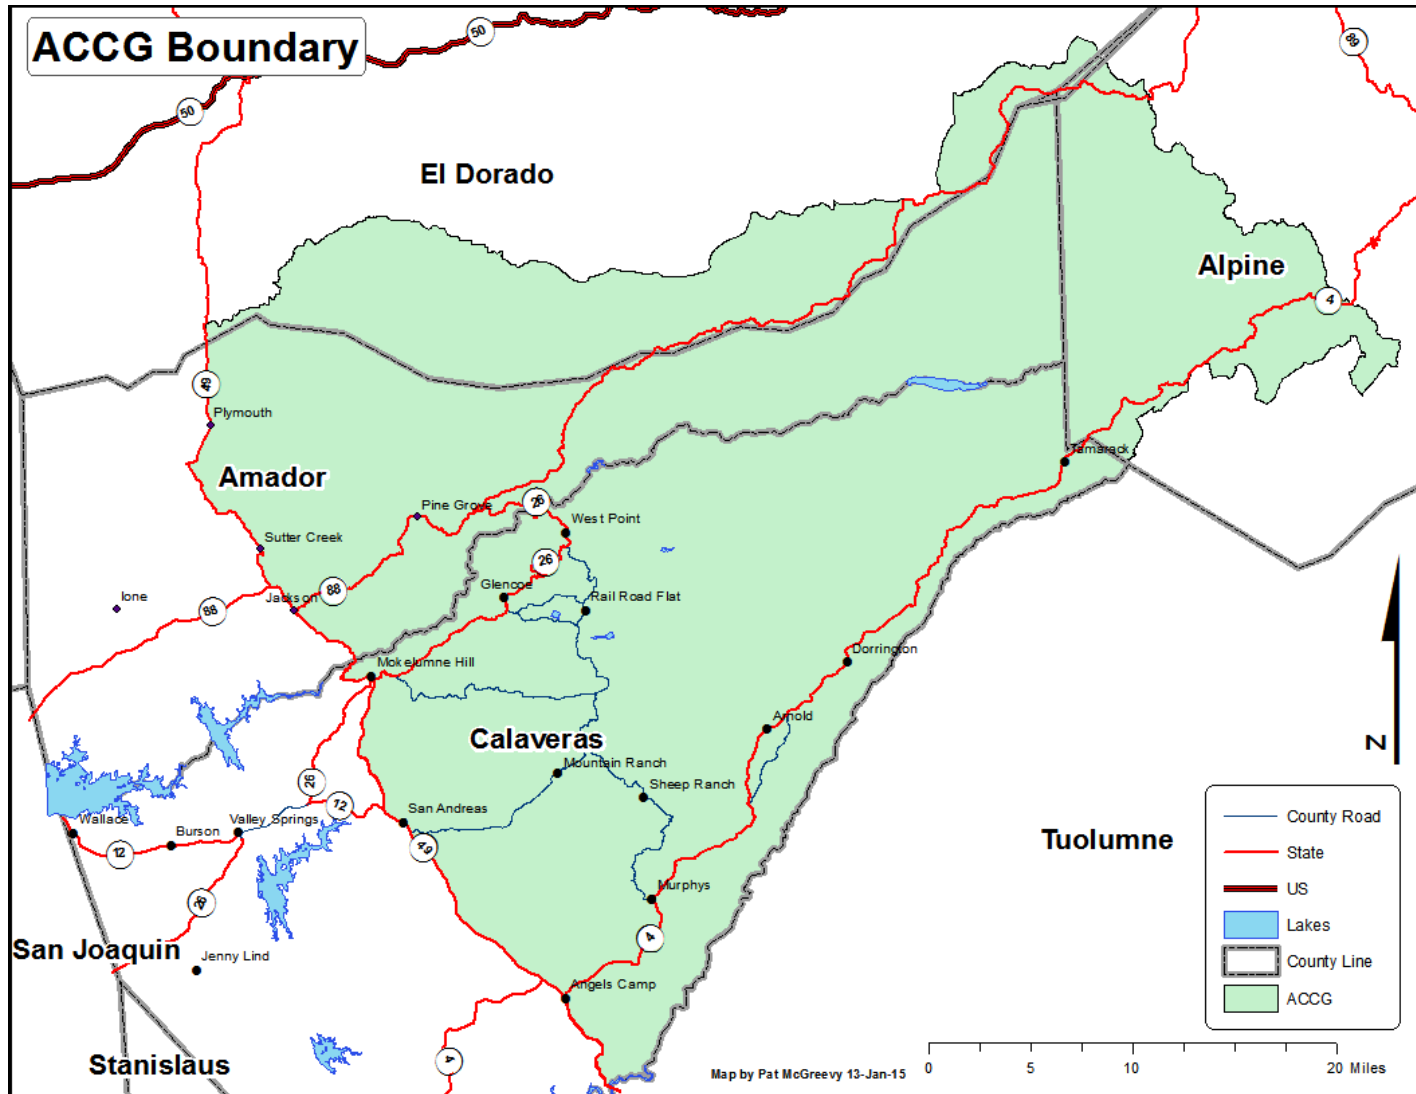 ACCG Boundary
50
50
89
El Dorado
Alpine
4
49
Plymouth
Amador
Pine Grove
26
West Point
Tamarack
Sutter Creek
26
Glencoe
88
Ione
88
Jackson
Rail Road Flat
Mokelumne Hill
Dorrington
Arnold
Calaveras
Mountain Ranch
26
Sheep Ranch
12
San Andreas
Wallace
Burson
Valley Springs
12
49
Murphys
26
4
San Joaquin
Jenny Lind
Angels Camp
4
Stanislaus
Tuolumne
N
County Road
State
US
Lakes
County Line
ACCG
Map by Pat McGreevy 13-Jan-15
0 5 10 20 Miles